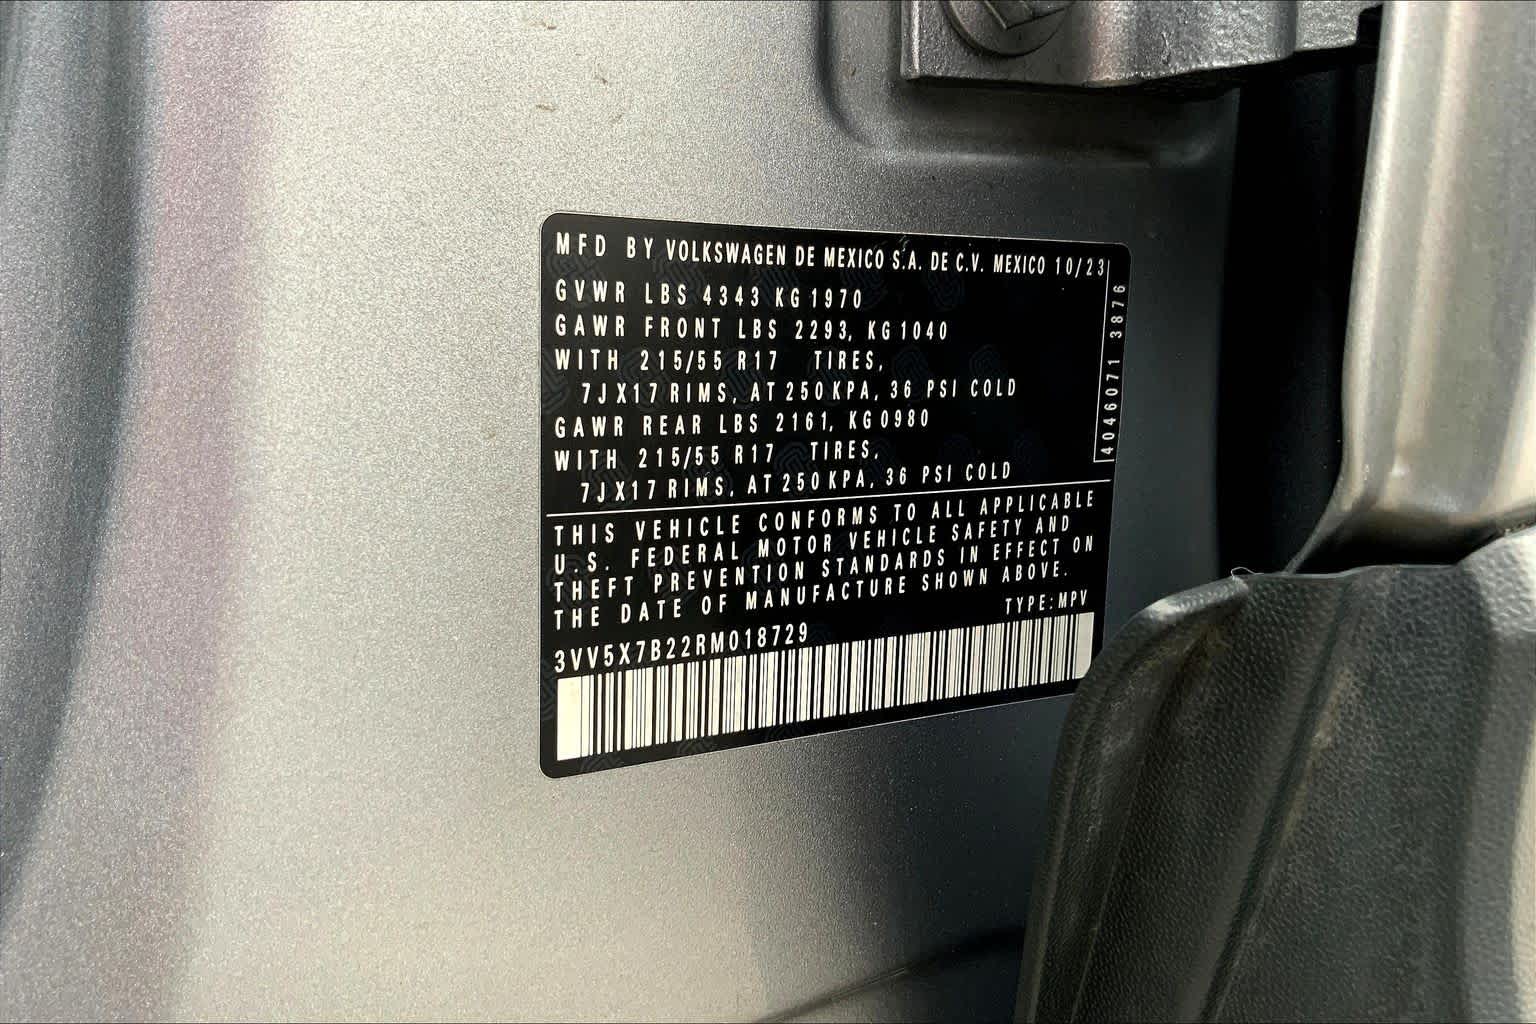 MFD BY VOLKSWAGEN DE MEXICO S.A. DE C.V. MEXICO 10/23
GVWR LBS 4343 KG 1970
GAWR FRONT LBS 2293, KG 1040
WITH 215/55 R17 TIRES,
7J X17 RIMS, AT 250 KPA, 36 PSI COLD
GAWR REAR LBS 2161, KG 0980
WITH 215/55 R17 TIRES,
7J X17 RIMS, AT 250 KPA, 36 PSI COLD
4046071 3876
THIS VEHICLE CONFORMS TO ALL APPLICABLE
U.S. FEDERAL MOTOR VEHICLE SAFETY AND
THEFT PREVENTION STANDARDS IN EFFECT ON
THE DATE OF MANUFACTURE SHOWN ABOVE.
TYPE:MPV
3VV5X7B22RM018729